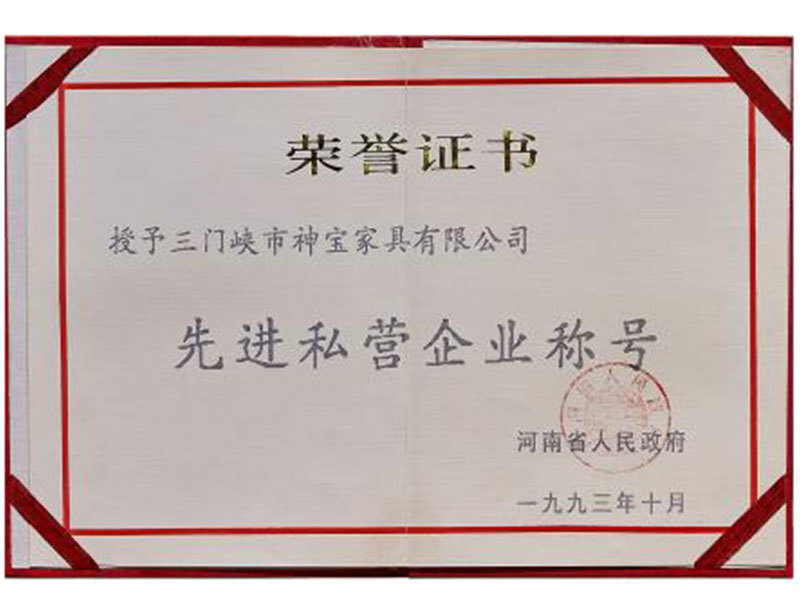 荣誉证书
授予三门峡市神宝家具有限公司
先进私营企业称号
河南省人民政府
一九九三年十月